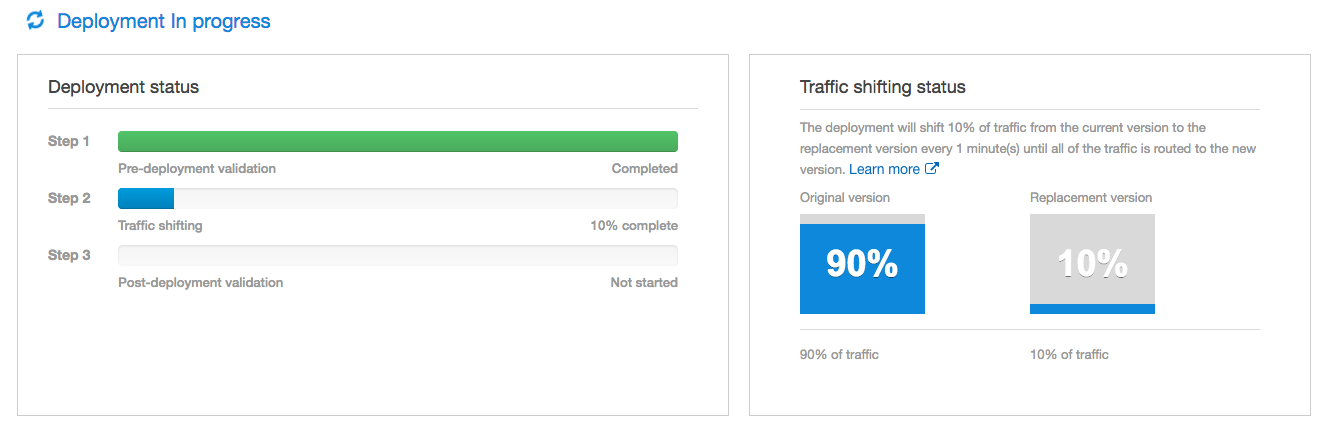 Deployment In progress
Deployment status
Step 1
Pre-deployment validation Completed
Step 2
Traffic shifting 10% complete
Step 3
Post-deployment validation Not started
Traffic shifting status
The deployment will shift 10% of traffic from the current version to the
replacement version every 1 minute(s) until all of the traffic is routed to the new
version. Learn more
Original version Replacement version
90% 10%
90% of traffic 10% of traffic